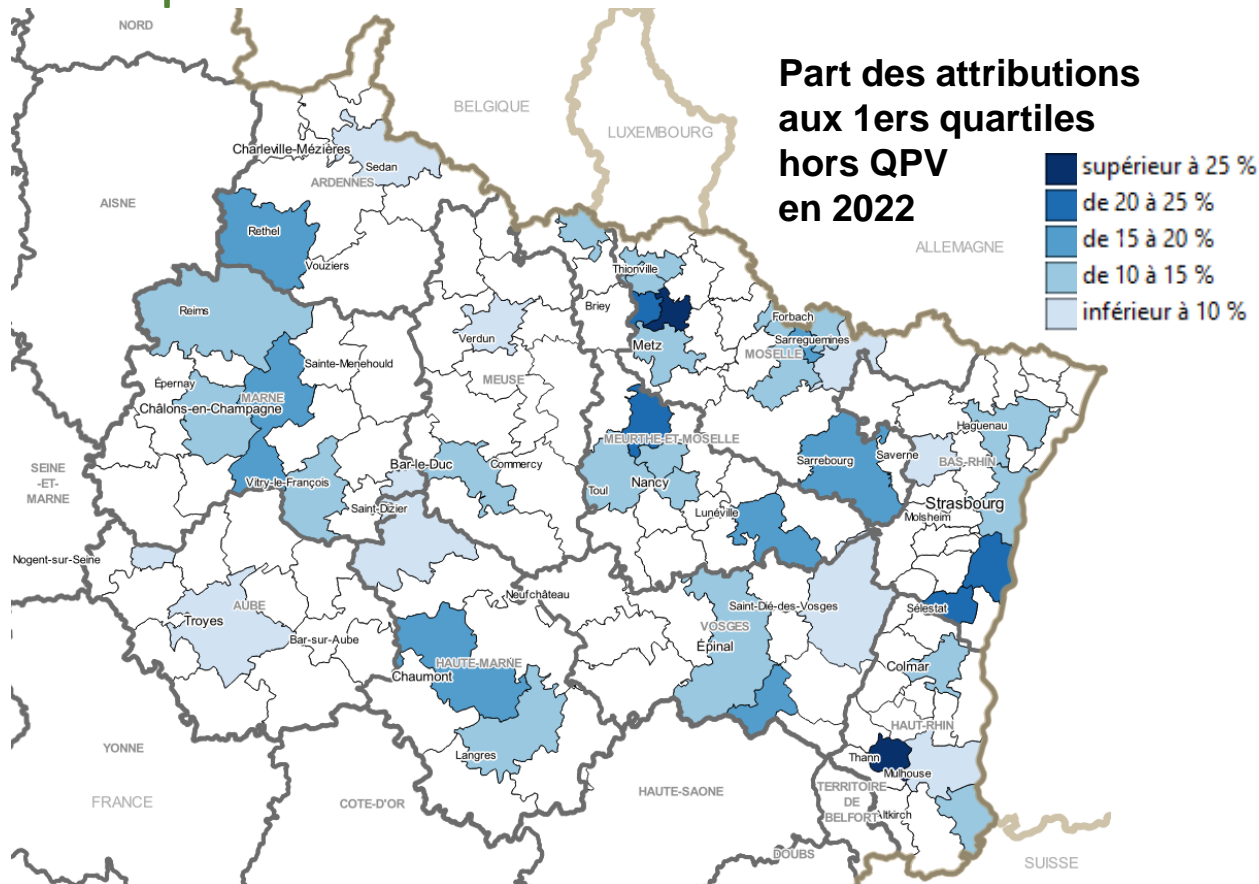 NORD
Part des attributions
aux 1ers quartiles
hors QPV
en 2022
supérieur à 25 %
de 20 à 25 %
de 15 à 20 %
de 10 à 15 %
inférieur à 10 %
BELGIQUE
LUXEMBOURG
ALLEMAGNE
Charleville-Mézières
Sedan
ARDENNES
AISNE
Rethel
Vouziers
Thionville
Reims
Briey
Forbach
Verdun
Metz
Sarreguemines
MOSELLE
Sainte-Menehould
Épernay
MEUSE
MARNE
Châlons-en-Champagne
Haguenau
MEURTHE-ET-MOSELLE
SEINE
-ET-
MARNE
Bar-le-Duc
Commercy
Sarrebourg
Saverne
BAS-RHIN
Vitry-le-François
Toul
Nancy
Saint-Dizier
Strasbourg
Lunéville
Molsheim
Nogent-sur-Seine
Neufchâteau
AUBE
Saint-Dié-des-Vosges
Sélestat
Troyes
VOSGES
Bar-sur-Aube
Épinal
HAUTE-MARNE
Colmar
Chaumont
HAUT-RHIN
YONNE
Langres
Thann
Mulhouse
HAUTE-SAONE
TERRITOIRE
DE
BELFORT
FRANCE
COTE-D'OR
Altkirch
DOUBS
SUISSE